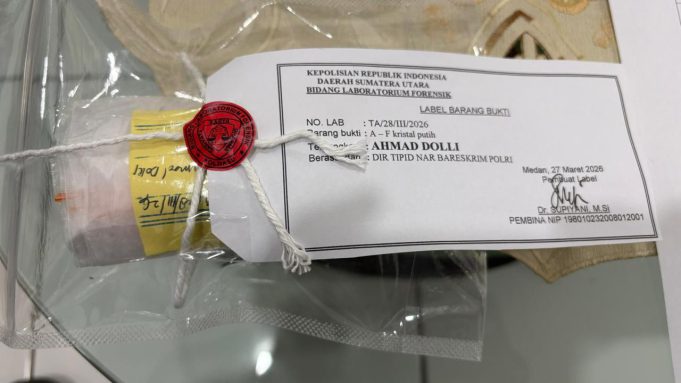 KEPOLISIAN REPUBLIK INDONESIA
DAERAH SUMATERA UTARA
BIDANG LABORATORIUM FORENSIK
LABEL BARANG BUKTI
NO. LAB : TA/28/III/2026
Barang bukti : A – F kristal putih
AHMAD DOLLI
DIR TIPID NAR BARESKRIM POLRI
Medan, 27 Maret 2026
Pembuat Label
Dr. SUPIYANI, M.Si
PEMBINA NIP 198010232008012001